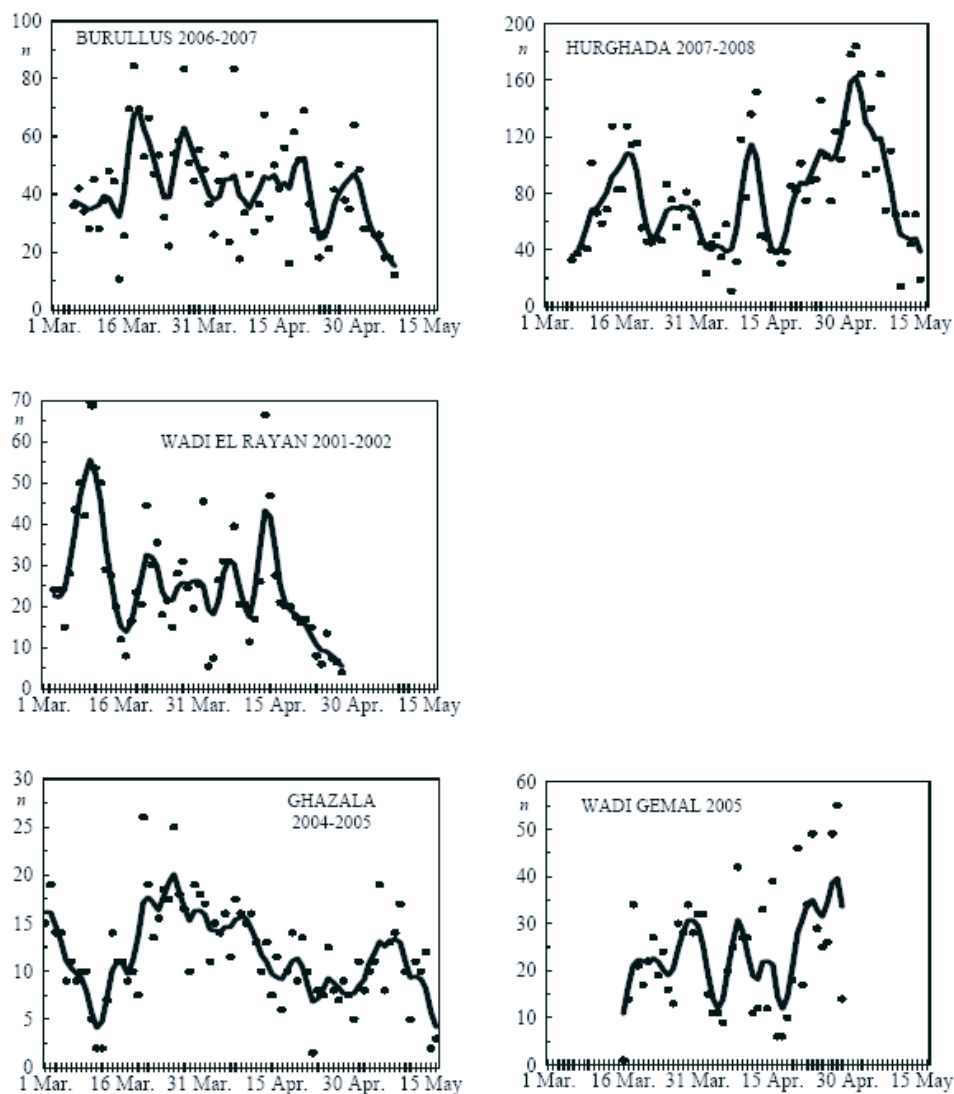 BURULLUS 2006-2007
n
100
80
60
40
20
0
1 Mar. 16 Mar. 31 Mar. 15 Apr. 30 Apr. 15 May
HURGHADA 2007-2008
n
200
160
120
80
40
0
1 Mar. 16 Mar. 31 Mar. 15 Apr. 30 Apr. 15 May
WADI EL RAYAN 2001-2002
n
70
60
50
40
30
20
10
0
1 Mar. 16 Mar. 31 Mar. 15 Apr. 30 Apr. 15 May
GHAZALA
2004-2005
n
30
25
20
15
10
5
0
1 Mar. 16 Mar. 31 Mar. 15 Apr. 30 Apr. 15 May
WADI GEMAL 2005
n
60
50
40
30
20
10
0
1 Mar. 16 Mar. 31 Mar. 15 Apr. 30 Apr. 15 May